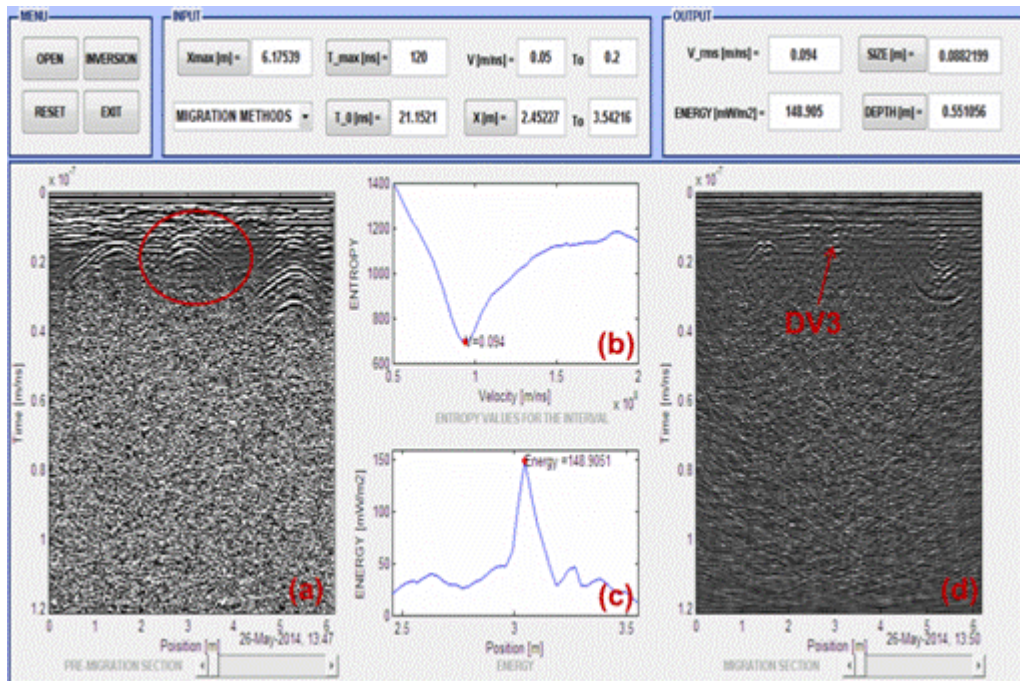 MENU
OPEN INVERSION
RESET EXIT
INPUT
Xmax [m] = 6.17539 T_max [ns] = 120 V [m/ns] = 0.05 To 0.2
MIGRATION METHODS T_0 [ns] = 21.1521 X [m] = 2.45227 To 3.54216
OUTPUT
V_rms [m/ns] = 0.094 SIZE [m] = 0.0882199
ENERGY [mW/m2] = 148.905 DEPTH [m] = 0.551056
x 10⁻⁷
0
0.2
0.4
0.6
0.8
1
1.2
Time [m/ns]
(a)
0 1 2 3 4 5 6
Position [m]
26-May-2014, 13:47
PRE-MIGRATION SECTION
1400
1200
1000
800
600
ENTROPY
V=0.094
(b)
0.5 1 1.5 2
Velocity [m/ns]
x 10⁸
ENTROPY VALUES FOR THE INTERVAL
150
100
50
0
ENERGY [mW/m2]
Energy =148.9051
(c)
2.5 3 3.5
Position [m]
ENERGY
x 10⁻⁷
0
0.2
0.4
0.6
0.8
1
1.2
Time [m/ns]
DV3
(d)
0 1 2 3 4 5 6
Position [m]
26-May-2014, 13:50
MIGRATION SECTION